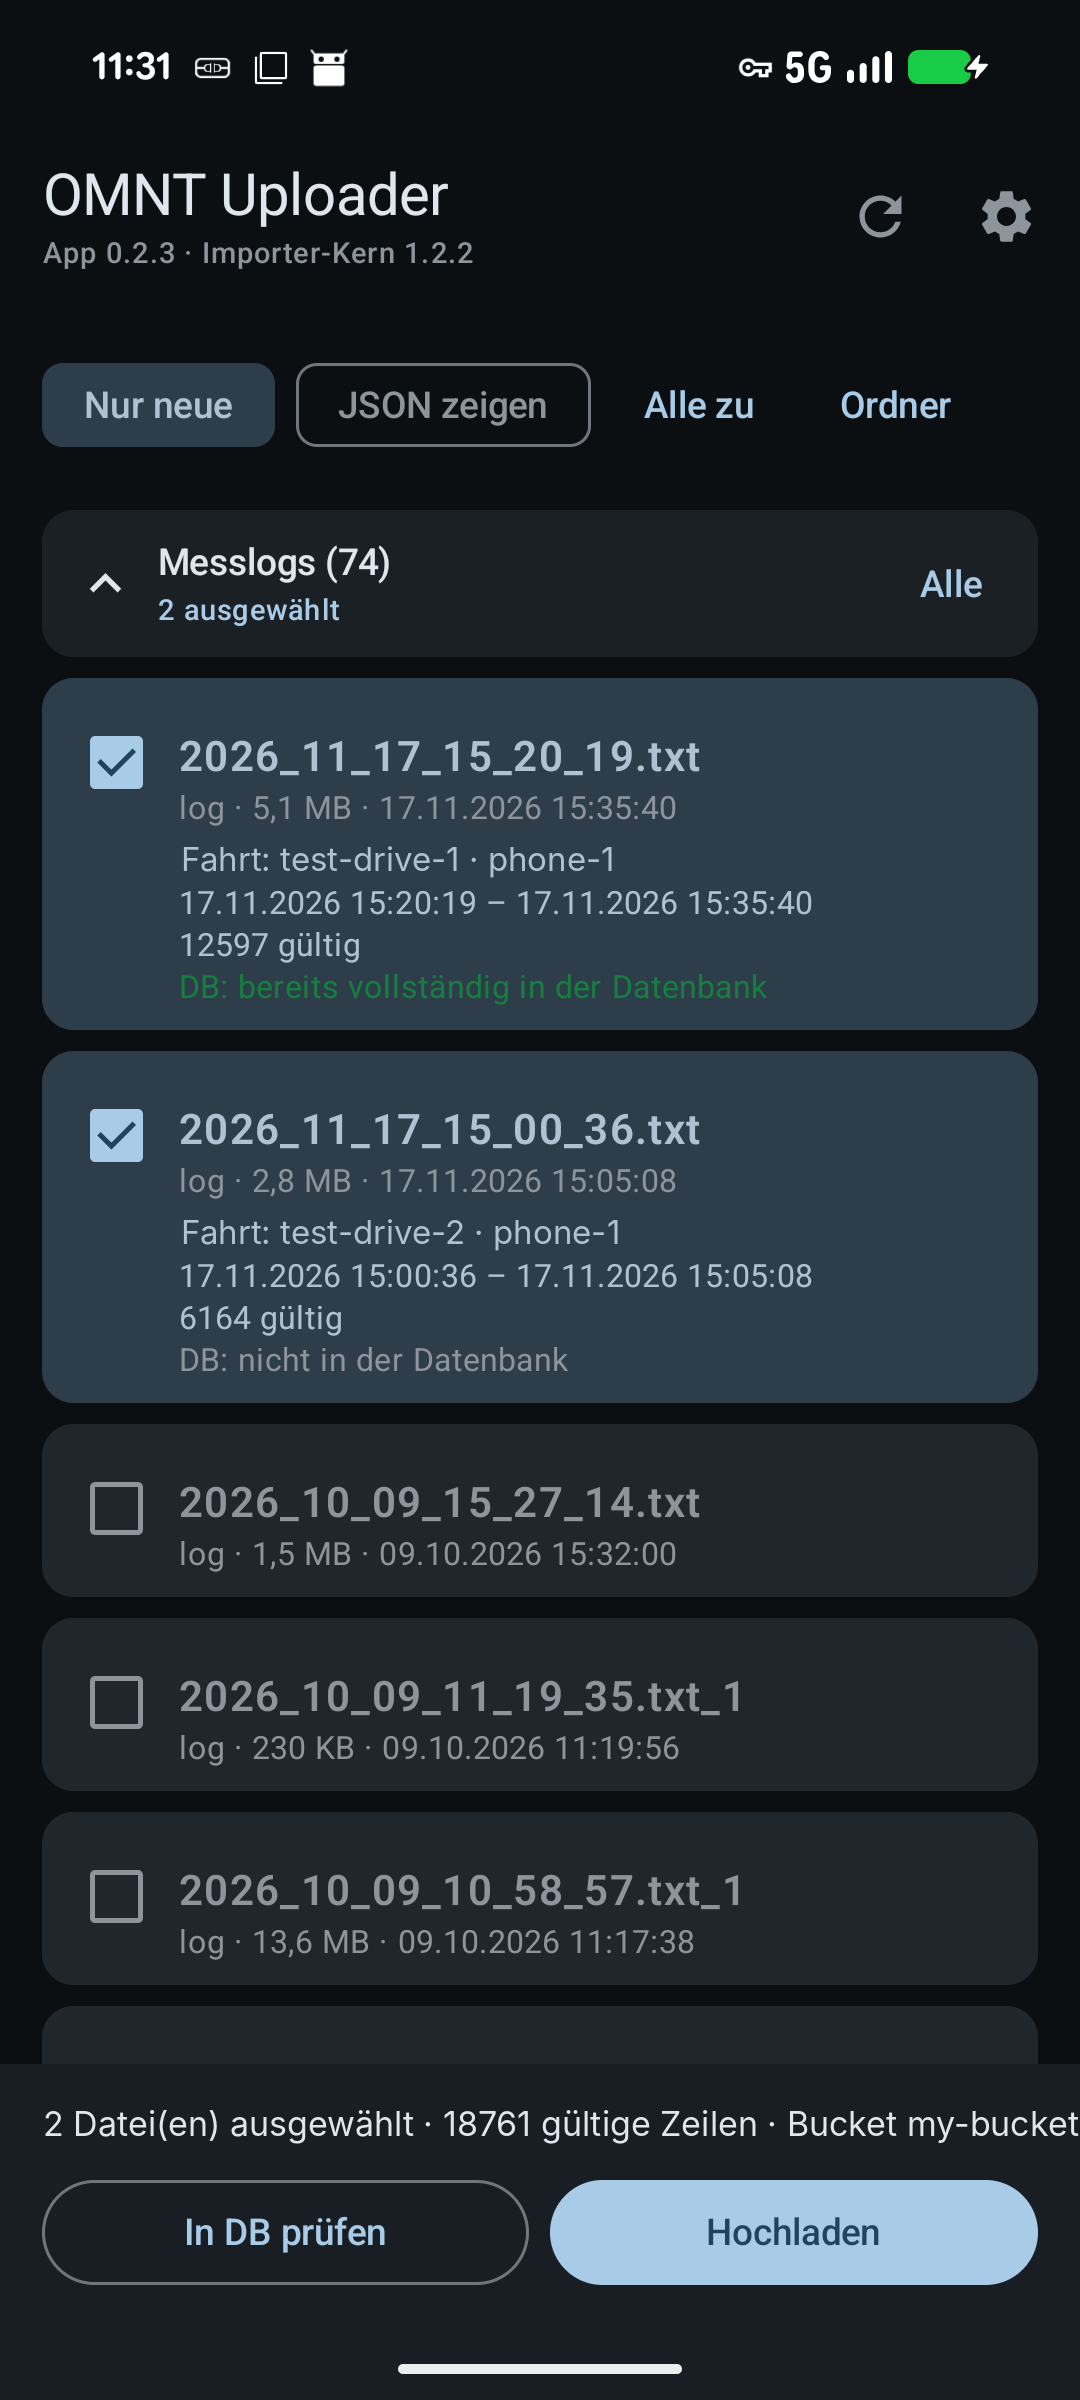 11:31 5G
OMNT Uploader
App 0.2.3 · Importer-Kern 1.2.2
Nur neue JSON zeigen Alle zu Ordner
Messlogs (74)
2 ausgewählt
Alle
2026_11_17_15_20_19.txt
log · 5,1 MB · 17.11.2026 15:35:40
Fahrt: test-drive-1 · phone-1
17.11.2026 15:20:19 – 17.11.2026 15:35:40
12597 gültig
DB: bereits vollständig in der Datenbank
2026_11_17_15_00_36.txt
log · 2,8 MB · 17.11.2026 15:05:08
Fahrt: test-drive-2 · phone-1
17.11.2026 15:00:36 – 17.11.2026 15:05:08
6164 gültig
DB: nicht in der Datenbank
2026_10_09_15_27_14.txt
log · 1,5 MB · 09.10.2026 15:32:00
2026_10_09_11_19_35.txt_1
log · 230 KB · 09.10.2026 11:19:56
2026_10_09_10_58_57.txt_1
log · 13,6 MB · 09.10.2026 11:17:38
2 Datei(en) ausgewählt · 18761 gültige Zeilen · Bucket my-bucket
In DB prüfen Hochladen